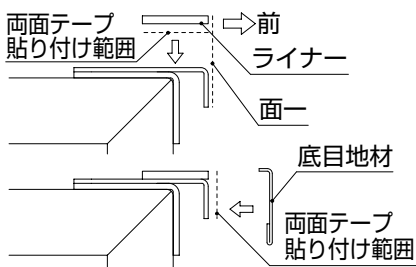 両面テープ
貼り付け範囲
前
ライナー
面一
底目地材
両面テープ
貼り付け範囲